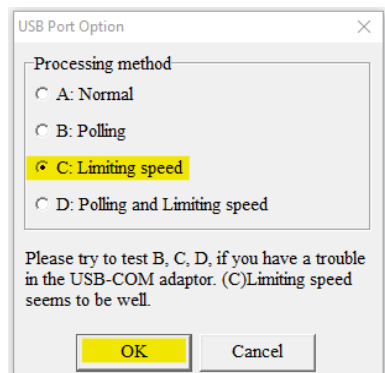 USB Port Option
Processing method
A: Normal
B: Polling
C: Limiting speed
D: Polling and Limiting speed
Please try to test B, C, D, if you have a trouble
in the USB-COM adaptor. (C)Limiting speed
seems to be well.
OK Cancel